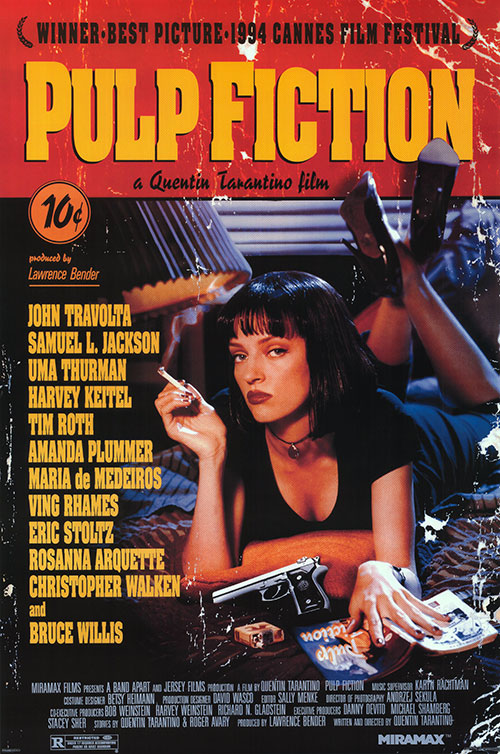 WINNER•BEST PICTURE•1994 CANNES FILM FESTIVAL
PULP FICTION
a Quentin Tarantino film
10¢
produced by
Lawrence Bender
JOHN TRAVOLTA
SAMUEL L. JACKSON
UMA THURMAN
HARVEY KEITEL
TIM ROTH
AMANDA PLUMMER
MARIA de MEDEIROS
VING RHAMES
ERIC STOLTZ
ROSANNA ARQUETTE
CHRISTOPHER WALKEN
and
BRUCE WILLIS
Pulp
Fiction
MIRAMAX FILMS PRESENTS A BAND APART AND JERSEY FILMS PRODUCTION A FILM BY QUENTIN TARANTINO PULP FICTION MUSIC SUPERVISOR KARYN RACHTMAN
COSTUME DESIGNER BETSY HEIMANN PRODUCTION DESIGNER DAVID WASCO EDITOR SALLY MENKE DIRECTOR OF PHOTOGRAPHY ANDRZEJ SEKULA
CO-EXECUTIVE PRODUCERS BOB WEINSTEIN HARVEY WEINSTEIN RICHARD N. GLADSTEIN EXECUTIVE PRODUCERS DANNY DEVITO MICHAEL SHAMBERG
STACEY SHER STORIES BY QUENTIN TARANTINO & ROGER AVARY PRODUCED BY LAWRENCE BENDER WRITTEN AND DIRECTED BY QUENTIN TARANTINO
R RESTRICTED
MIRAMAX